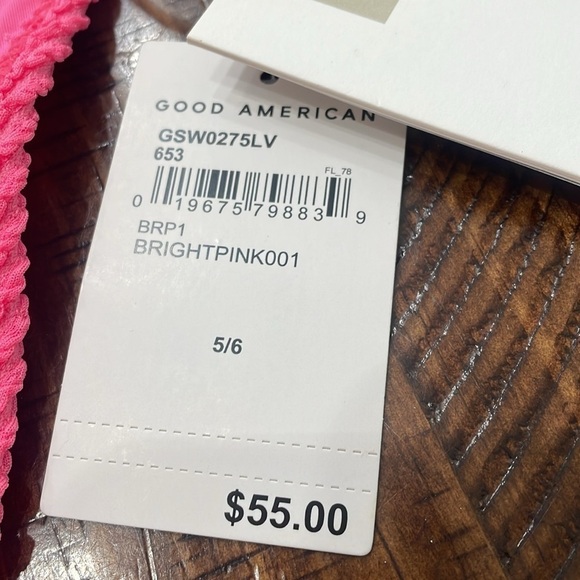 GOOD AMERICAN
GSW0275LV
653
FL_78
0 19675 79883 9
BRP1
BRIGHTPINK001
5/6
$55.00